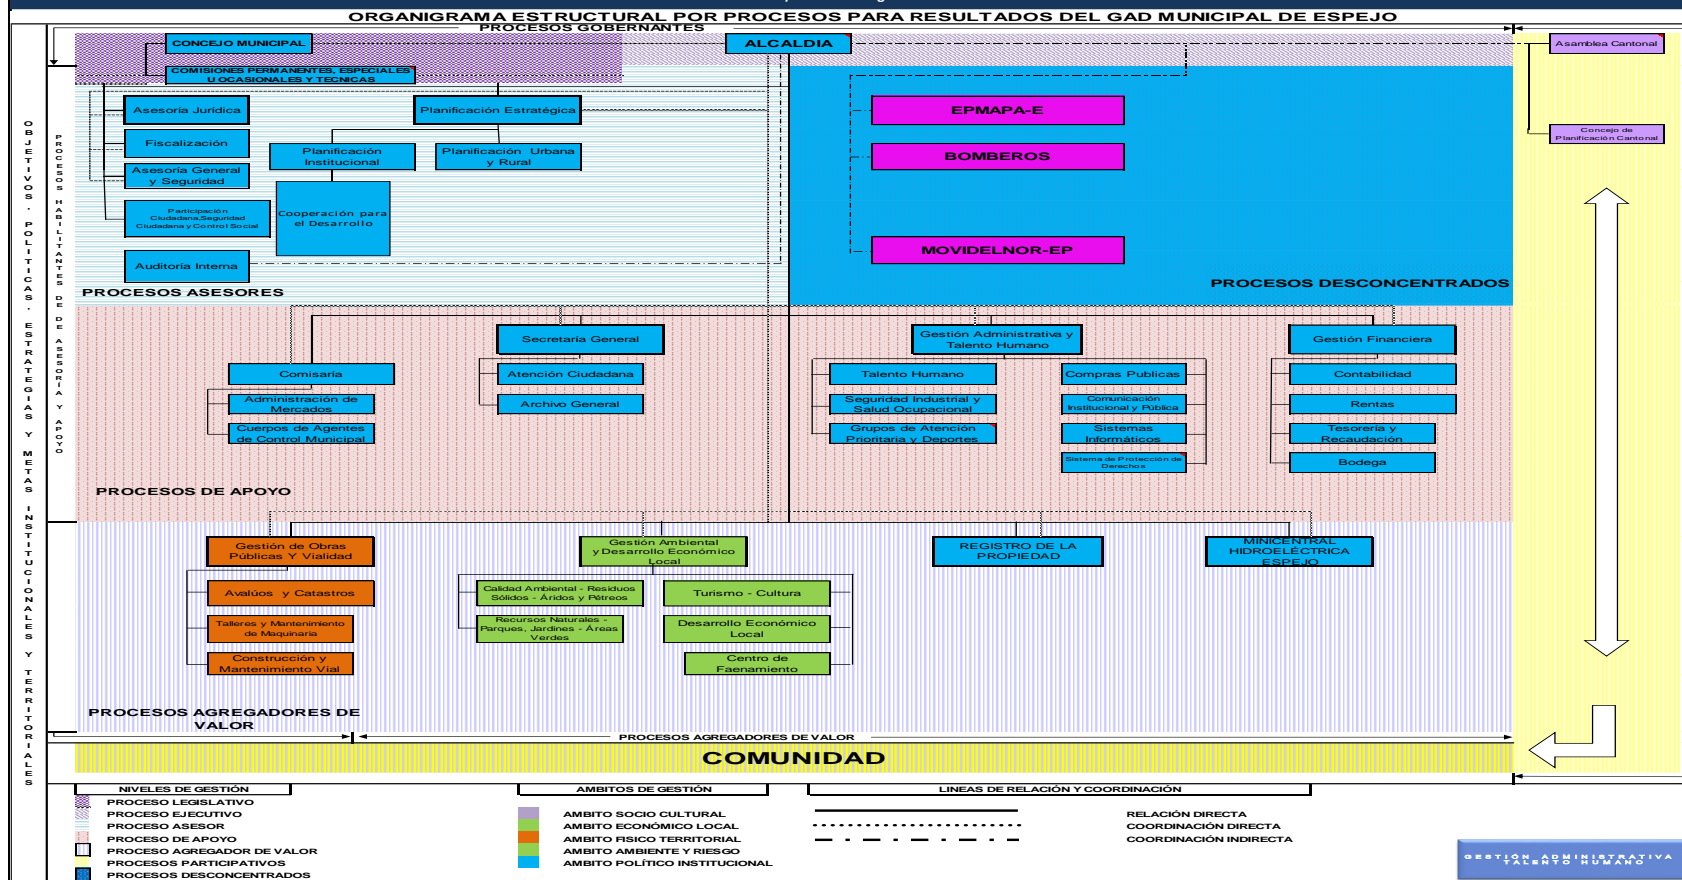 ORGANIGRAMA ESTRUCTURAL POR PROCESOS PARA RESULTADOS DEL GAD MUNICIPAL DE ESPEJO
PROCESOS GOBERNANTES
CONCEJO MUNICIPAL
ALCALDIA
Asamblea Cantonal
COMISIONES PERMANENTES, ESPECIALES
U OCASIONALES Y TECNICAS
Asesoría Jurídica
Planificación Estratégica
EPMAPA-E
Fiscalización
Concejo de
Planificación Cantonal
Planificación
Institucional
Planificación Urbana
y Rural
BOMBEROS
Asesoría General
y Seguridad
Cooperación para
el Desarrollo
Participación
Ciudadana,Seguridad
Ciudadana y Control Social
MOVIDELNOR-EP
Auditoría Interna
PROCESOS ASESORES
PROCESOS DESCONCENTRADOS
OBJETIVOS, POLITICAS, ESTRATEGIAS Y METAS INSTITUCIONALES Y TERRITORIALES
PROCESOS HABILITANTES DE DE ASESORÍA Y APOYO
Secretaría General
Gestión Administrativa y
Talento Humano
Gestión Financiera
Comisaría
Atención Ciudadana
Talento Humano
Compras Publicas
Contabilidad
Administración de
Mercados
Archivo General
Seguridad Industrial y
Salud Ocupacional
Comunicación
Institucional y Pública
Rentas
Cuerpos de Agentes
de Control Municipal
Grupos de Atención
Prioritaria y Deportes
Sistemas
Informáticos
Tesorería y
Recaudación
Sistema de Protección de
Derechos
Bodega
PROCESOS DE APOYO
Gestión de Obras
Públicas Y Vialidad
Gestión Ambiental
y Desarrollo Económico
Local
REGISTRO DE LA
PROPIEDAD
MINICENTRAL
HIDROELÉCTRICA
ESPEJO
Avalúos y Catastros
Calidad Ambiental - Residuos
Sólidos - Áridos y Pétreos
Turismo - Cultura
Talleres y Mantenimiento
de Maquinaria
Recursos Naturales -
Parques, Jardines - Áreas
Verdes
Desarrollo Económico
Local
Construcción y
Mantenimiento Vial
Centro de
Faenamiento
PROCESOS AGREGADORES DE
VALOR
PROCESOS AGREGADORES DE VALOR
COMUNIDAD
NIVELES DE GESTIÓN
PROCESO LEGISLATIVO
PROCESO EJECUTIVO
PROCESO ASESOR
PROCESO DE APOYO
PROCESO AGREGADOR DE VALOR
PROCESOS PARTICIPATIVOS
PROCESOS DESCONCENTRADOS
AMBITOS DE GESTIÓN
AMBITO SOCIO CULTURAL
AMBITO ECONÓMICO LOCAL
AMBITO FISICO TERRITORIAL
AMBITO AMBIENTE Y RIESGO
AMBITO POLÍTICO INSTITUCIONAL
LINEAS DE RELACIÓN Y COORDINACIÓN
RELACIÓN DIRECTA
COORDINACIÓN DIRECTA
COORDINACIÓN INDIRECTA
GESTIÓN ADMINISTRATIVA
TALENTO HUMANO